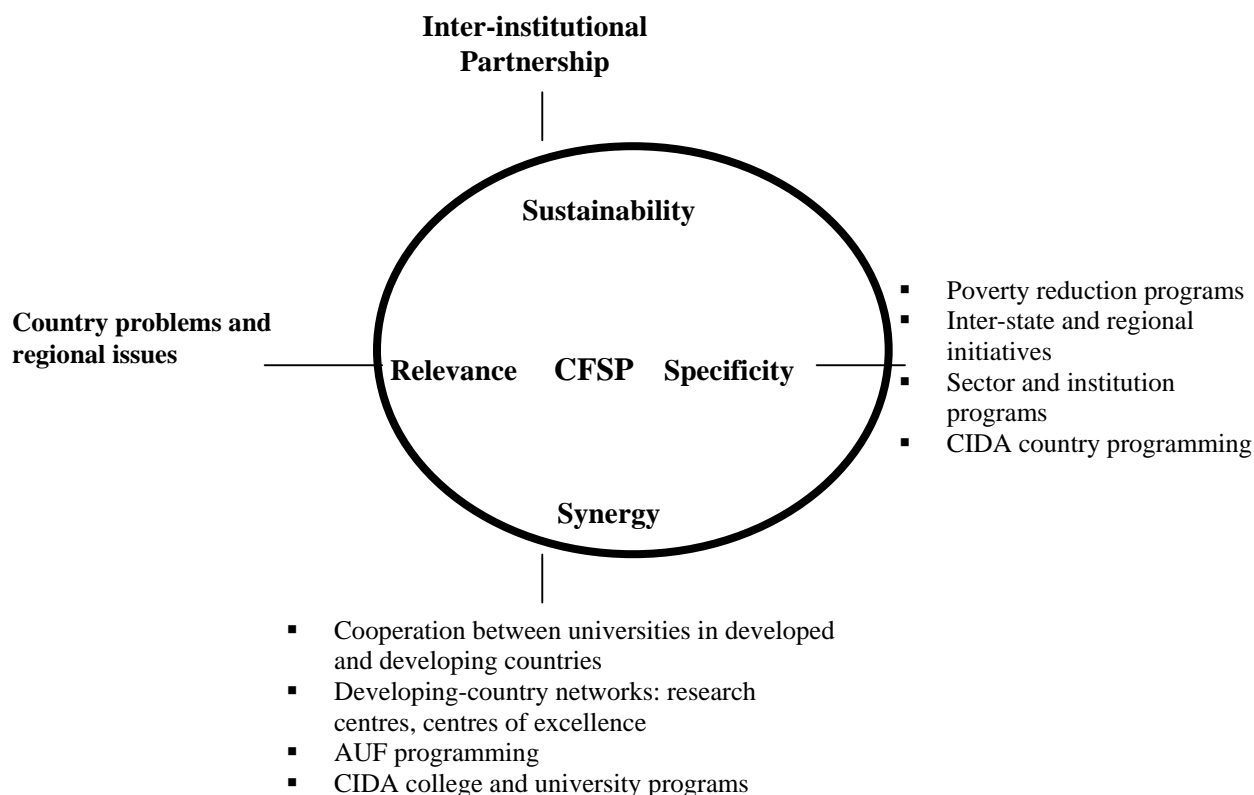 Inter-institutional
Partnership
Sustainability
Country problems and
regional issues
Relevance CFSP Specificity
▪ Poverty reduction programs
▪ Inter-state and regional
initiatives
▪ Sector and institution
programs
▪ CIDA country programming
Synergy
▪ Cooperation between universities in developed
and developing countries
▪ Developing-country networks: research
centres, centres of excellence
▪ AUF programming
▪ CIDA college and university programs